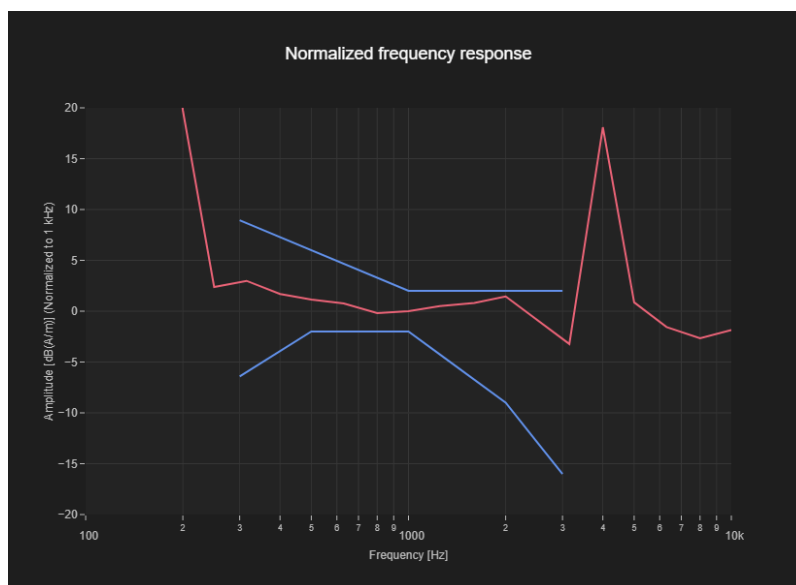 Normalized frequency response
20
15
10
5
0
−5
−10
−15
−20
Amplitude [dB(A/m)] (Normalized to 1 kHz)
100 2 3 4 5 6 7 8 9 1000 2 3 4 5 6 7 8 9 10k
Frequency [Hz]